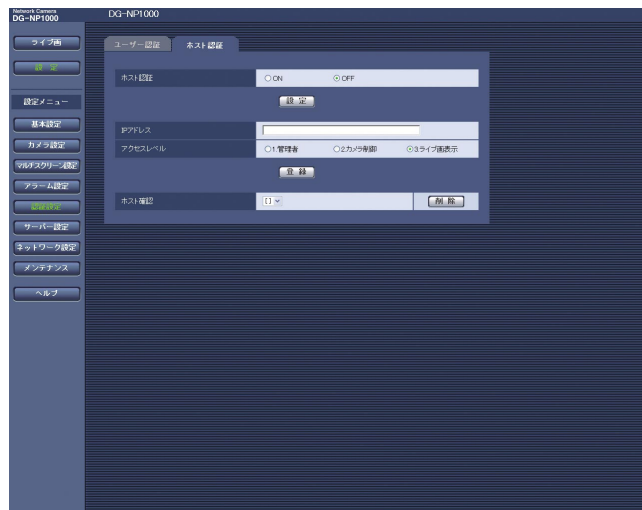 Network Camera
DG-NP1000
DG-NP1000
ライブ画
設 定
設定メニュー
基本設定
カメラ設定
マルチスクリーン設定
アラーム設定
認証設定
サーバー設定
ネットワーク設定
メンテナンス
ヘルプ
ユーザー認証 ホスト認証
ホスト認証 ON OFF
設 定
IPアドレス
アクセスレベル 1.管理者 2.カメラ制御 3.ライブ画表示
登 録
ホスト確認 [] 削 除